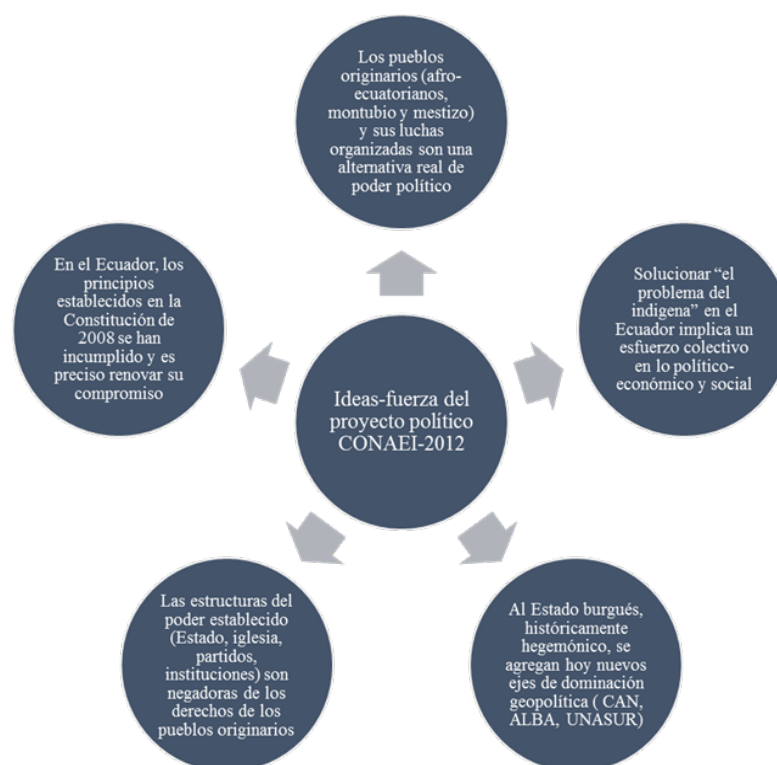 Los pueblos
originarios (afro-
ecuatorianos,
montubio y mestizo)
y sus luchas
organizadas son una
alternativa real de
poder político
En el Ecuador, los
principios
establecidos en la
Constitución de
2008 se han
incumplido y es
preciso renovar su
compromiso
Solucionar “el
problema del
indigena” en el
Ecuador implica un
esfuerzo colectivo
en lo político-
económico y social
Ideas-fuerza del
proyecto político
CONAEI-2012
Las estructuras del
poder establecido
(Estado, iglesia,
partidos,
instituciones) son
negadoras de los
derechos de los
pueblos originarios
Al Estado burgués,
históricamente
hegemónico, se
agregan hoy nuevos
ejes de dominación
geopolítica ( CAN,
ALBA, UNASUR)